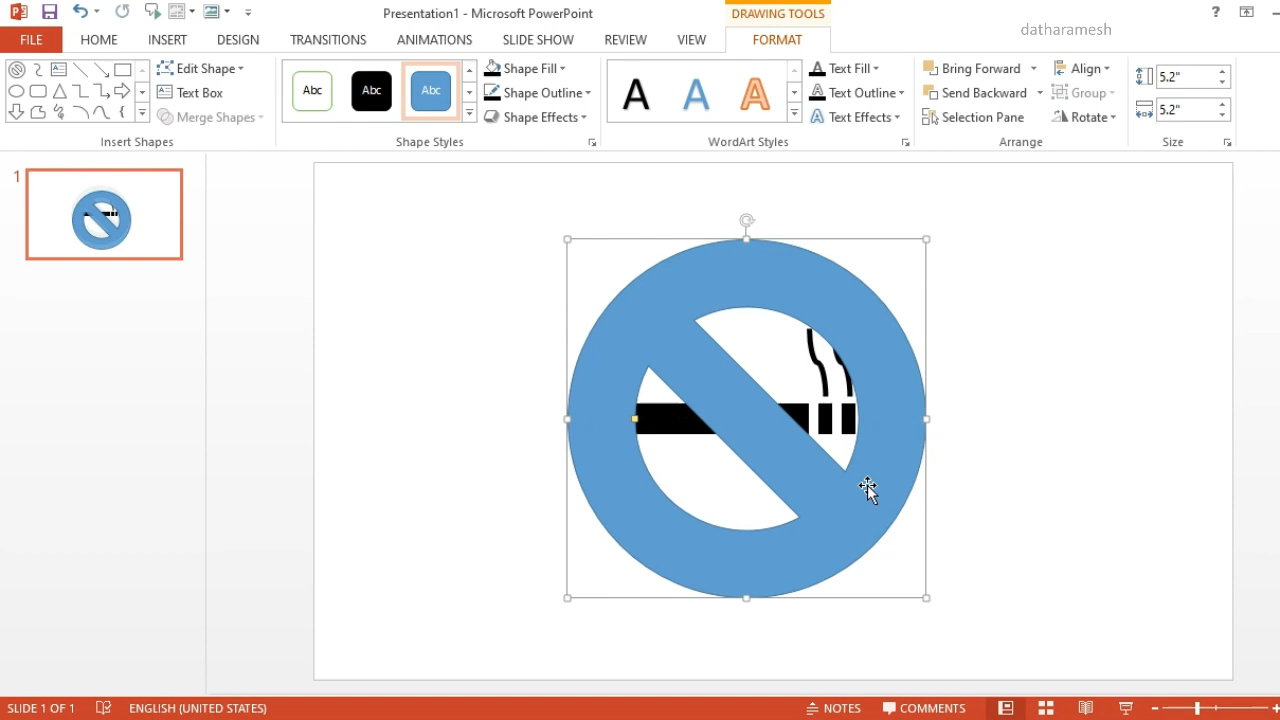 Presentation1 - Microsoft PowerPoint
DRAWING TOOLS
?
datharamesh
FILE HOME INSERT DESIGN TRANSITIONS ANIMATIONS SLIDE SHOW REVIEW VIEW FORMAT
Edit Shape
Text Box
Merge Shapes
Insert Shapes
Abc Abc Abc
Shape Fill
Shape Outline
Shape Effects
Shape Styles
A A A
Text Fill
Text Outline
Text Effects
WordArt Styles
Bring Forward
Send Backward
Selection Pane
Align
Group
Rotate
Arrange
5.2"
5.2"
Size
1
SLIDE 1 OF 1 ENGLISH (UNITED STATES) NOTES COMMENTS